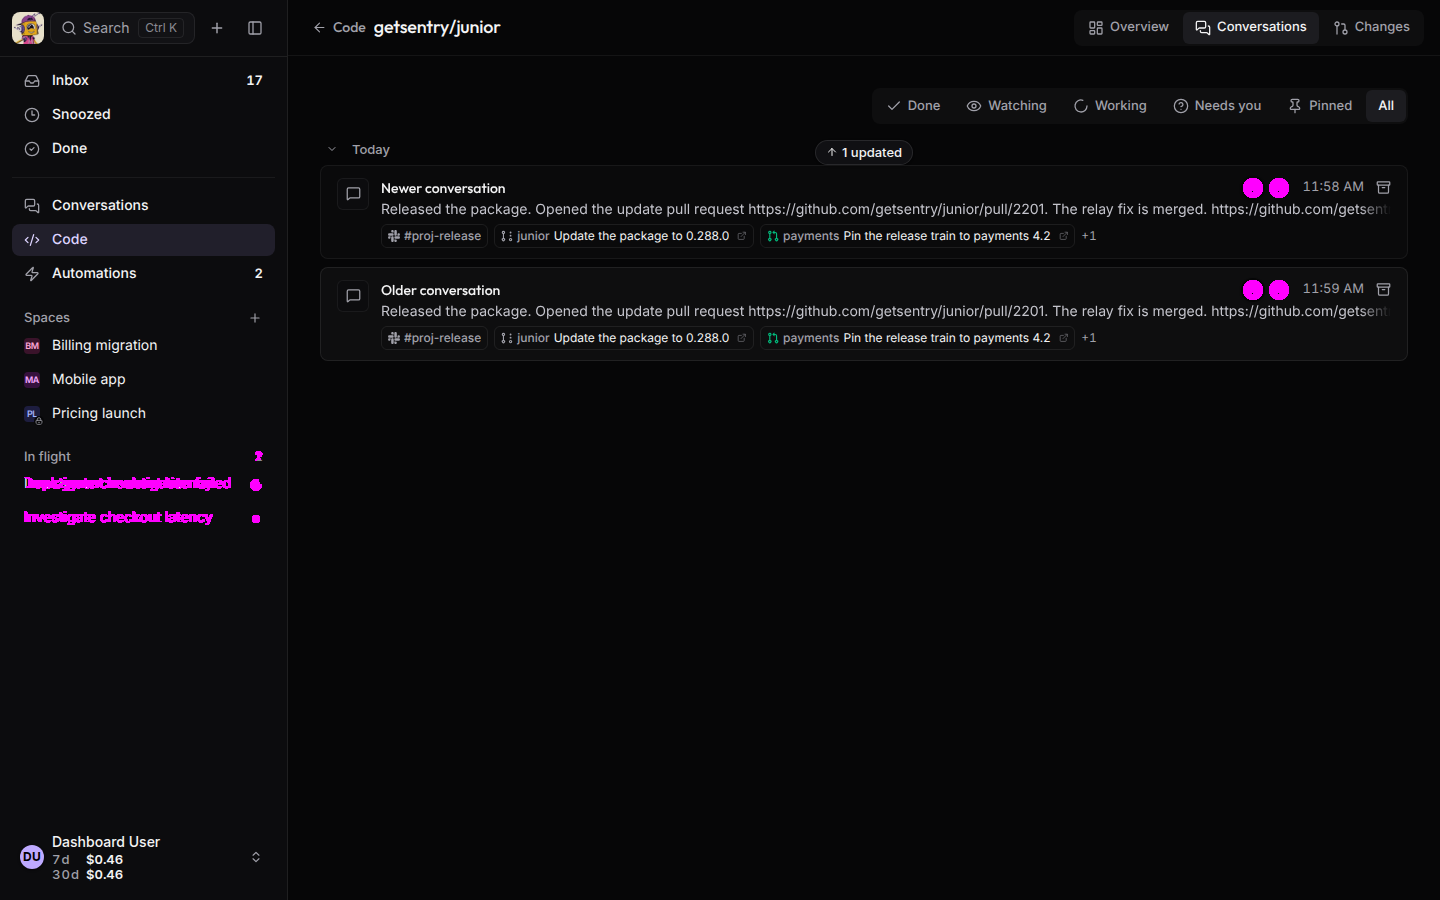 Search Ctrl K
Inbox 17
Snoozed
Done
Conversations
Code
Automations 2
Spaces
BM Billing migration
MA Mobile app
PL Pricing launch
In flight
Investigate checkout latency
DU Dashboard User
7d $0.46
30d $0.46
Code getsentry/junior
Overview Conversations Changes
Done Watching Working Needs you Pinned All
Today
1 updated
Newer conversation 11:58 AM
Released the package. Opened the update pull request https://github.com/getsentry/junior/pull/2201. The relay fix is merged. https://github.com/getsent
#proj-release junior Update the package to 0.288.0 payments Pin the release train to payments 4.2 +1
Older conversation 11:59 AM
Released the package. Opened the update pull request https://github.com/getsentry/junior/pull/2201. The relay fix is merged. https://github.com/getsent
#proj-release junior Update the package to 0.288.0 payments Pin the release train to payments 4.2 +1